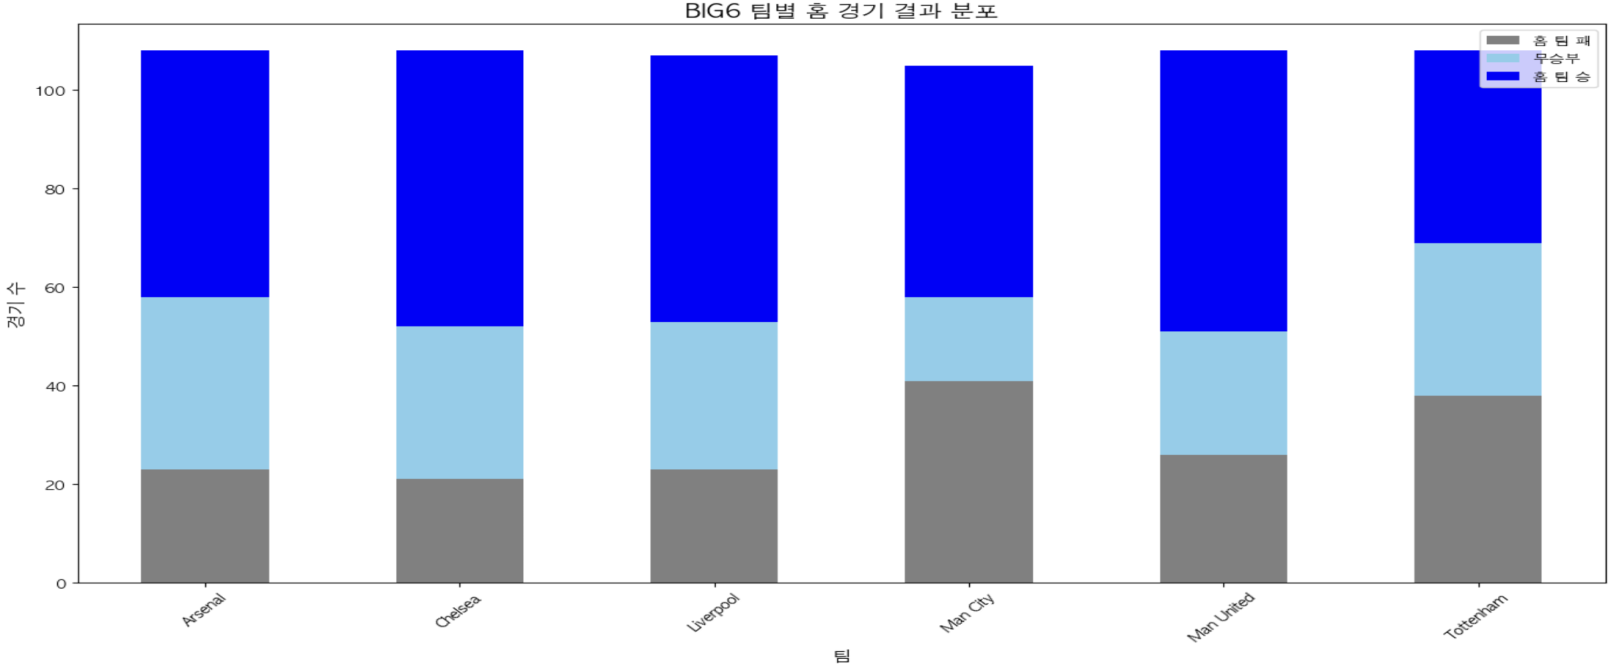 BIG6 팀별 홈 경기 결과 분포
홈 팀 패
무승부
홈 팀 승
경기 수
100
80
60
40
20
0
Arsenal
Chelsea
Liverpool
Man City
Man United
Tottenham
팀